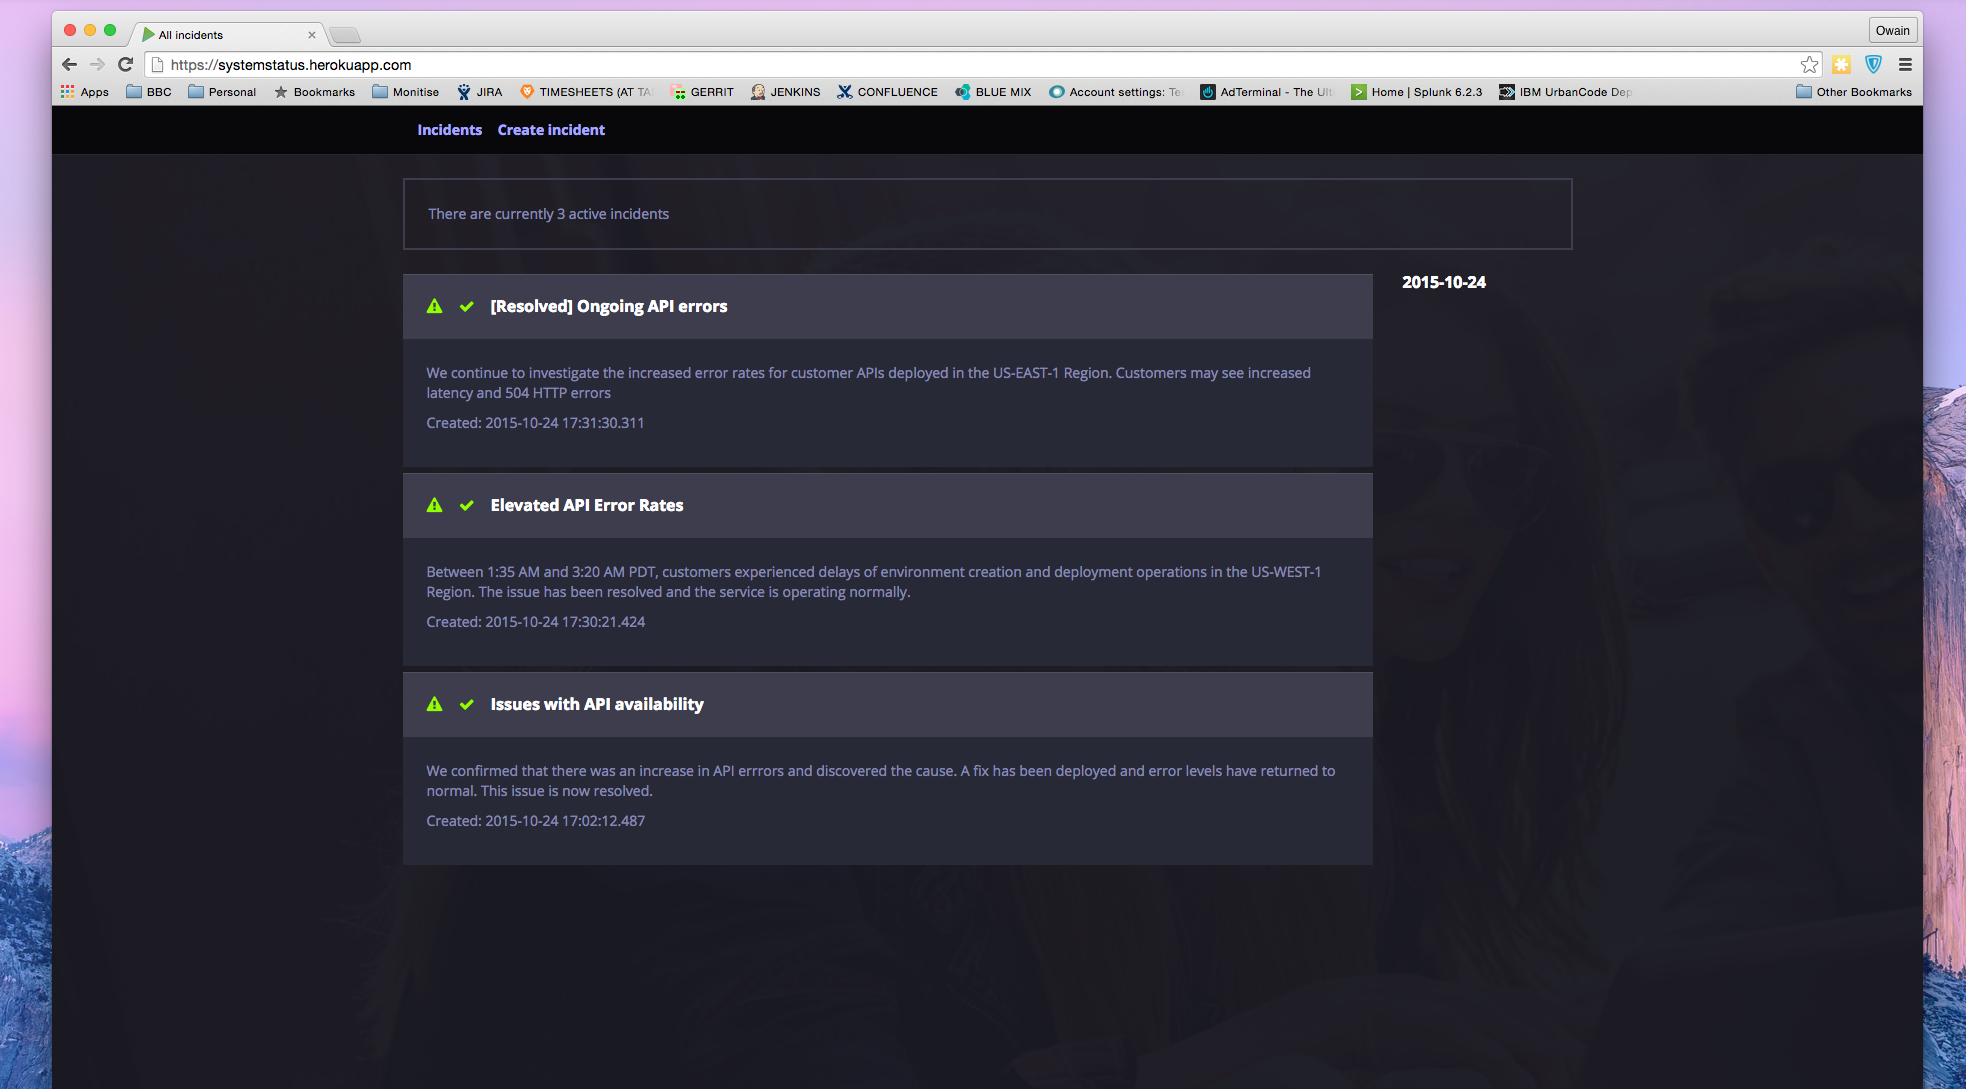 All incidents
Owain
https://systemstatus.herokuapp.com
Apps BBC Personal Bookmarks Monitise JIRA TIMESHEETS (AT GERRIT JENKINS CONFLUENCE BLUE MIX Account settings: AdTerminal - The Home | Splunk 6.2.3 IBM UrbanCode Other Bookmarks
Incidents Create incident
There are currently 3 active incidents
[Resolved] Ongoing API errors
2015-10-24
We continue to investigate the increased error rates for customer APIs deployed in the US-EAST-1 Region. Customers may see increased
latency and 504 HTTP errors
Created: 2015-10-24 17:31:30.311
Elevated API Error Rates
Between 1:35 AM and 3:20 AM PDT, customers experienced delays of environment creation and deployment operations in the US-WEST-1
Region. The issue has been resolved and the service is operating normally.
Created: 2015-10-24 17:30:21.424
Issues with API availability
We confirmed that there was an increase in API errrors and discovered the cause. A fix has been deployed and error levels have returned to
normal. This issue is now resolved.
Created: 2015-10-24 17:02:12.487